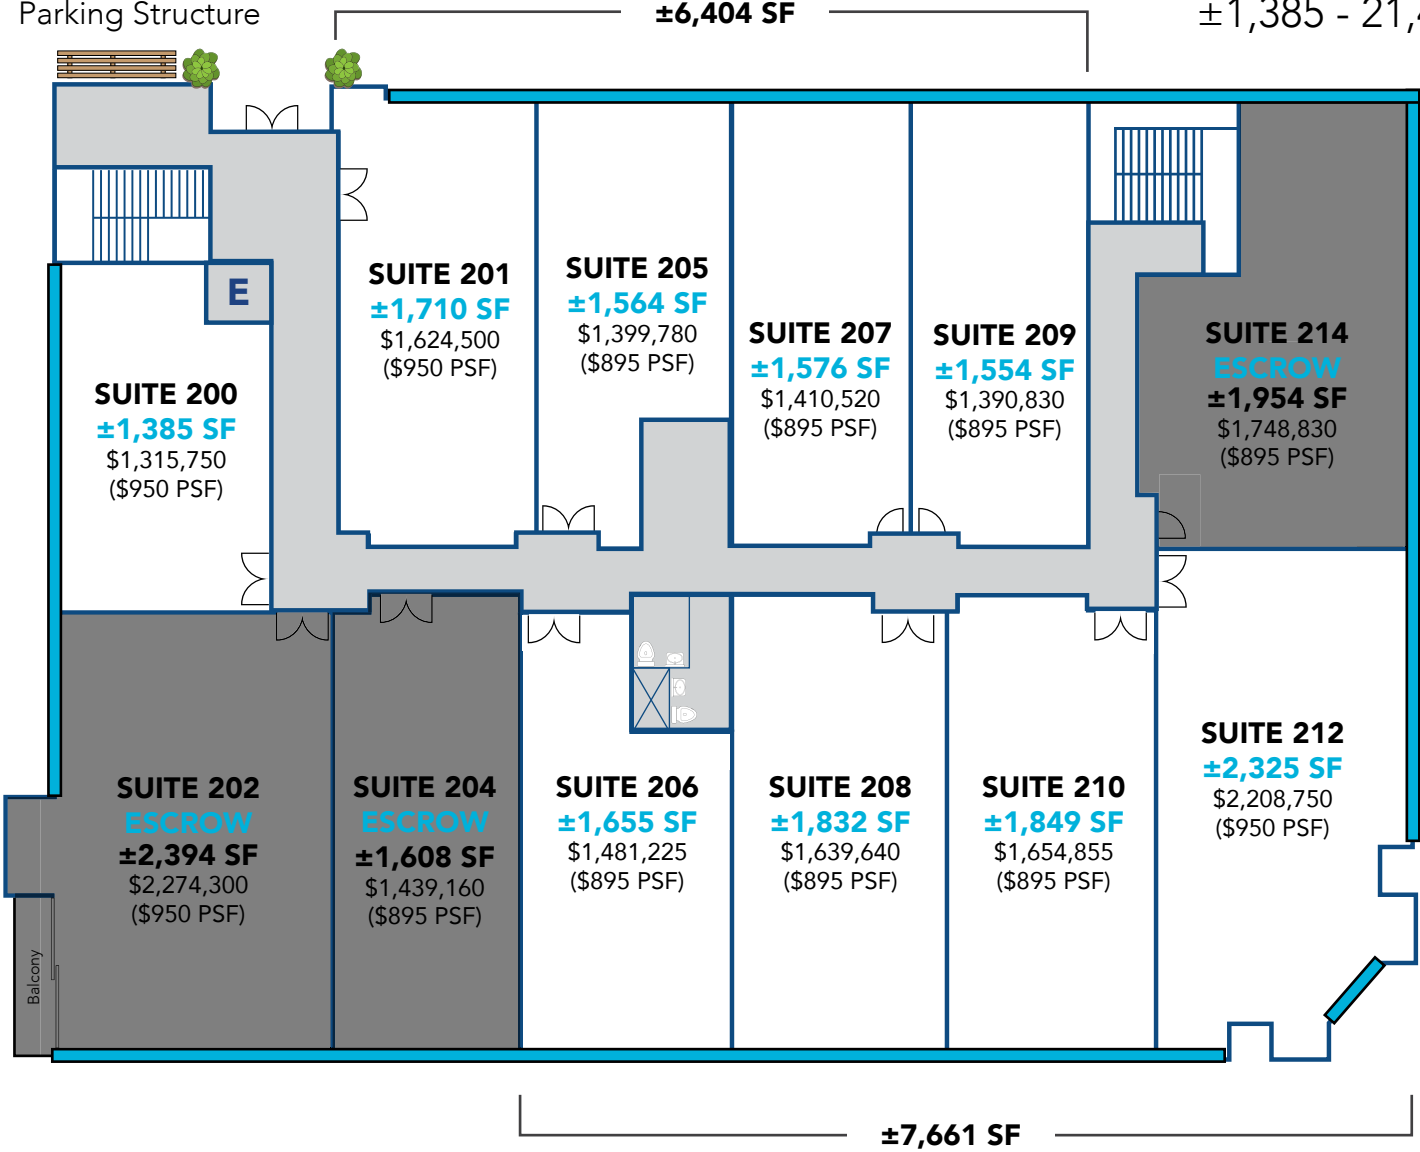 Parking Structure
±6,404 SF
±1,385 - 21,4
E
SUITE 201
±1,710 SF
$1,624,500
($950 PSF)
SUITE 205
±1,564 SF
$1,399,780
($895 PSF)
SUITE 207
±1,576 SF
$1,410,520
($895 PSF)
SUITE 209
±1,554 SF
$1,390,830
($895 PSF)
SUITE 214
ESCROW
±1,954 SF
$1,748,830
($895 PSF)
SUITE 200
±1,385 SF
$1,315,750
($950 PSF)
SUITE 202
ESCROW
±2,394 SF
$2,274,300
($950 PSF)
SUITE 204
ESCROW
±1,608 SF
$1,439,160
($895 PSF)
SUITE 206
±1,655 SF
$1,481,225
($895 PSF)
SUITE 208
±1,832 SF
$1,639,640
($895 PSF)
SUITE 210
±1,849 SF
$1,654,855
($895 PSF)
SUITE 212
±2,325 SF
$2,208,750
($950 PSF)
Balcony
±7,661 SF